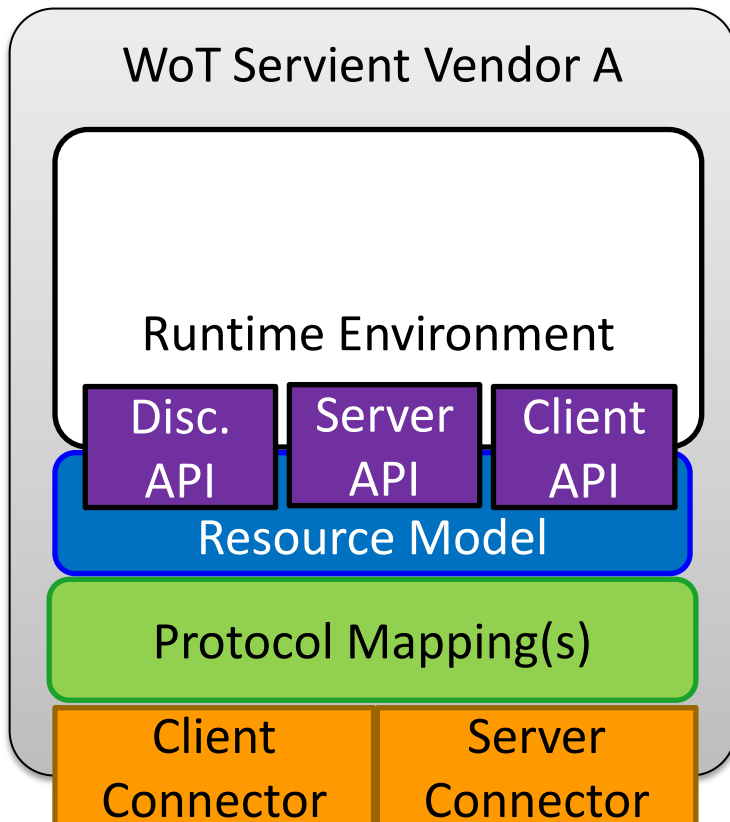 WoT Servient Vendor A
Runtime Environment
Disc.
API
Server
API
Client
API
Resource Model
Protocol Mapping(s)
Client
Connector
Server
Connector